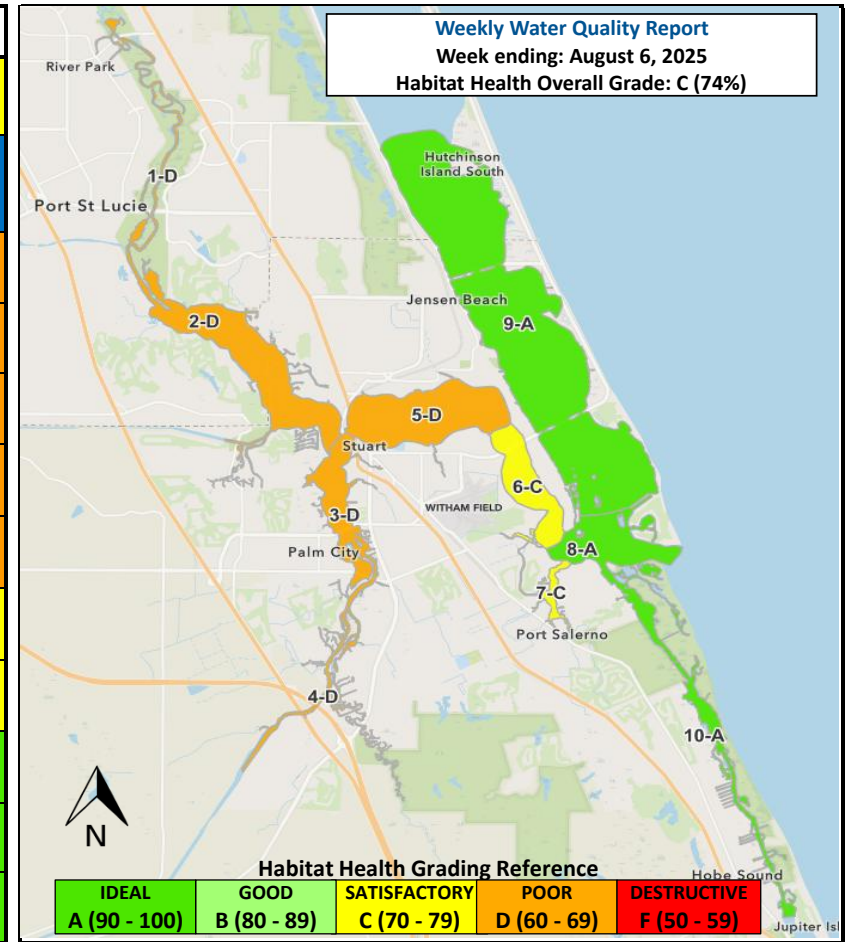 Weekly Water Quality Report
Week ending: August 6, 2025
Habitat Health Overall Grade: C (74%)
River Park
Hutchinson
Island South
1-D
Port St Lucie
Jensen Beach
2-D
9-A
5-D
Stuart
6-C
WITHAM FIELD
3-D
Palm City
8-A
7-C
Port Salerno
4-D
10-A
N
Hobe Sound
Habitat Health Grading Reference
IDEAL GOOD SATISFACTORY POOR DESTRUCTIVE
A (90 - 100) B (80 - 89) C (70 - 79) D (60 - 69) F (50 - 59)
Jupiter Isl